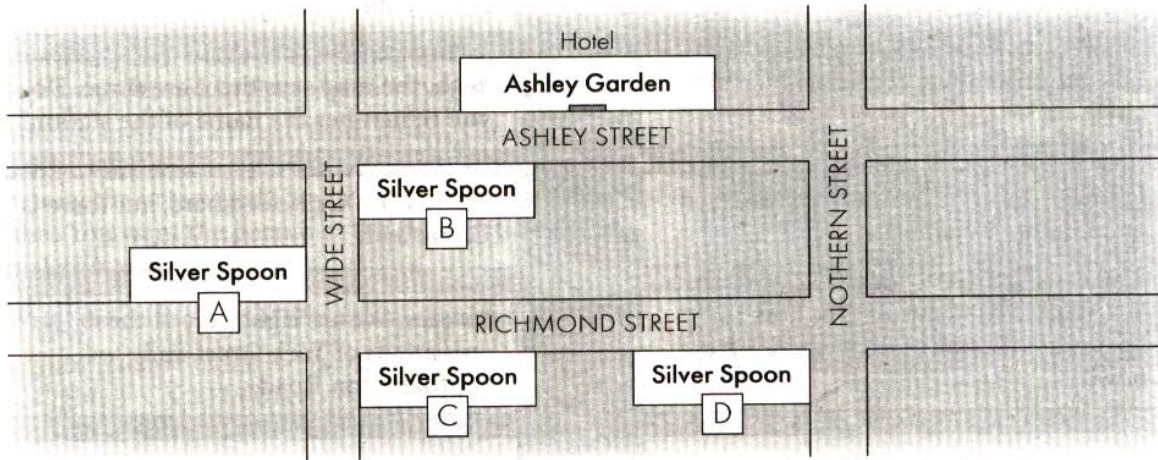 Hotel
Ashley Garden
ASHLEY STREET
Silver Spoon
B
WIDE STREET
NOTHERN STREET
Silver Spoon
A
RICHMOND STREET
Silver Spoon
C
Silver Spoon
D